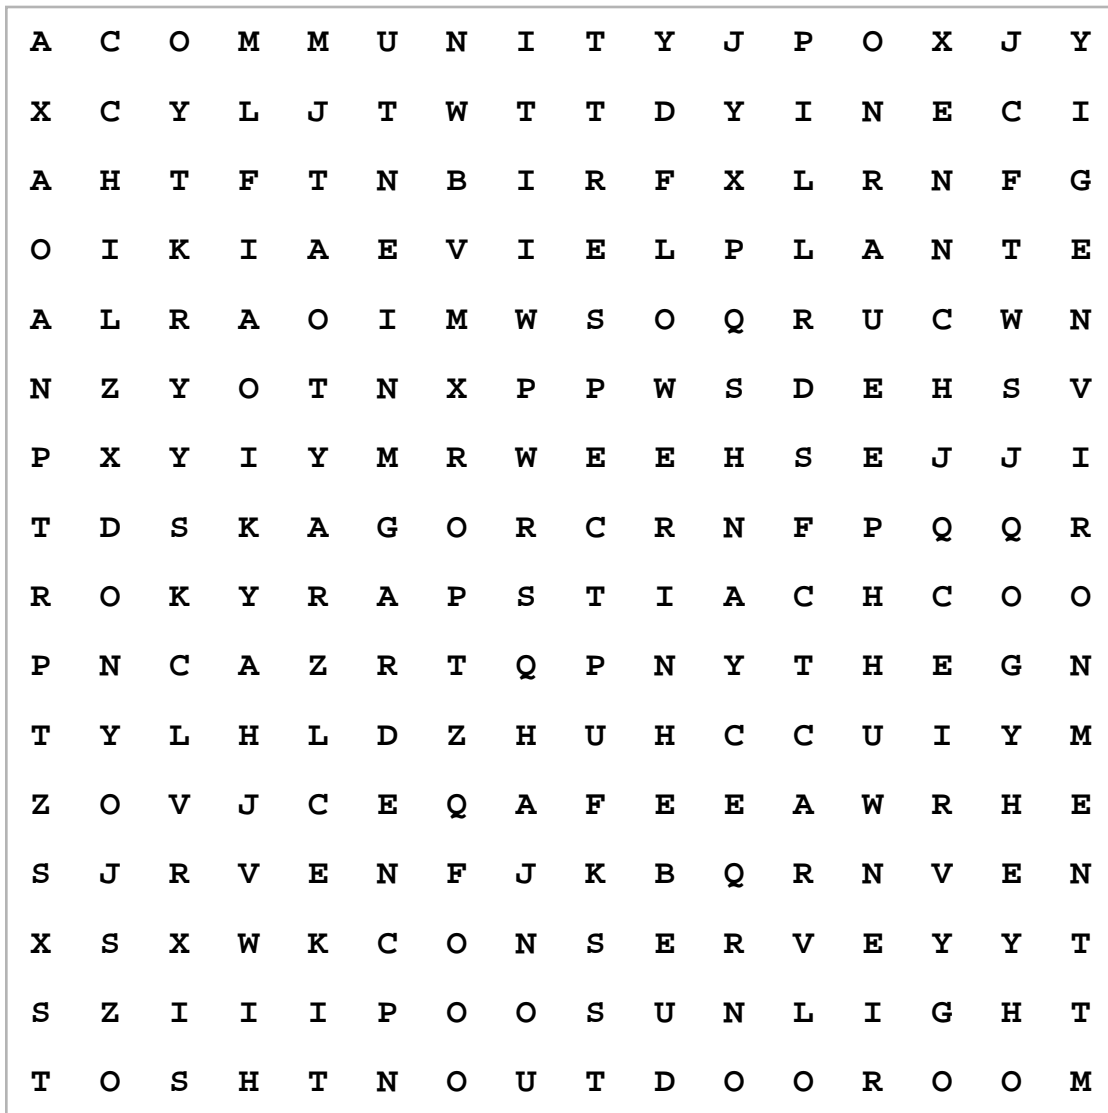 A C O M M U N I T Y J P O X J Y
X C Y L J T W T T D Y I N E C I
A H T F T N B I R F X L R N F G
O I K I A E V I E L P L A N T E
A L R A O I M W S O Q R U C W N
N Z Y O T N X P P W S D E H S V
P X Y I Y M R W E E H S E J J I
T D S K A G O R C R N F P Q Q R
R O K Y R A P S T I A C H C O O
P N C A Z R T Q P N Y T H E G N
T Y L H L D Z H U H C C U I Y M
Z O V J C E Q A F E E A W R H E
S J R V E N F J K B Q R N V E N
X S X W K C O N S E R V E Y Y T
S Z I I I P O O S U N L I G H T
T O S H T N O U T D O O R O O M